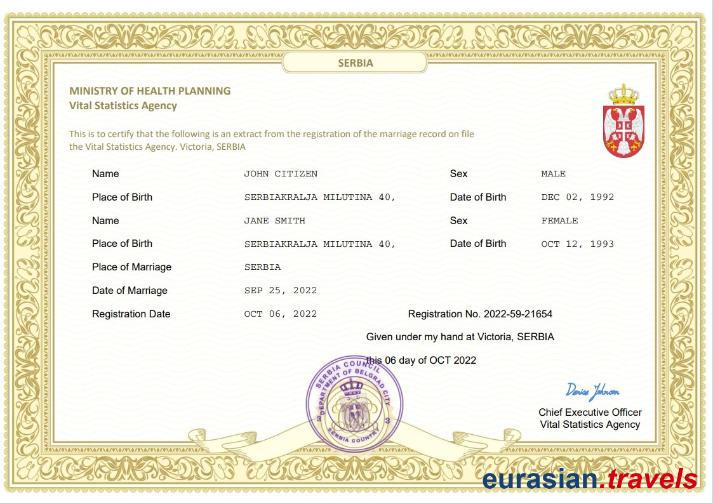 SERBIA
MINISTRY OF HEALTH PLANNING
Vital Statistics Agency
This is to certify that the following is an extract from the registration of the marriage record on file
the Vital Statistics Agency. Victoria, SERBIA
Name JOHN CITIZEN Sex MALE
Place of Birth SERBIAKRALJA MILUTINA 40, Date of Birth DEC 02, 1992
Name JANE SMITH Sex FEMALE
Place of Birth SERBIAKRALJA MILUTINA 40, Date of Birth OCT 12, 1993
Place of Marriage SERBIA
Date of Marriage SEP 25, 2022
Registration Date OCT 06, 2022 Registration No. 2022-59-21654
Given under my hand at Victoria, SERBIA
this 06 day of OCT 2022
SERBIA COUNCIL
DEPARTMENT OF BELGRAD CITY
SERBIA COUNTRY
Denise Johnson
Chief Executive Officer
Vital Statistics Agency
eurasian.travels